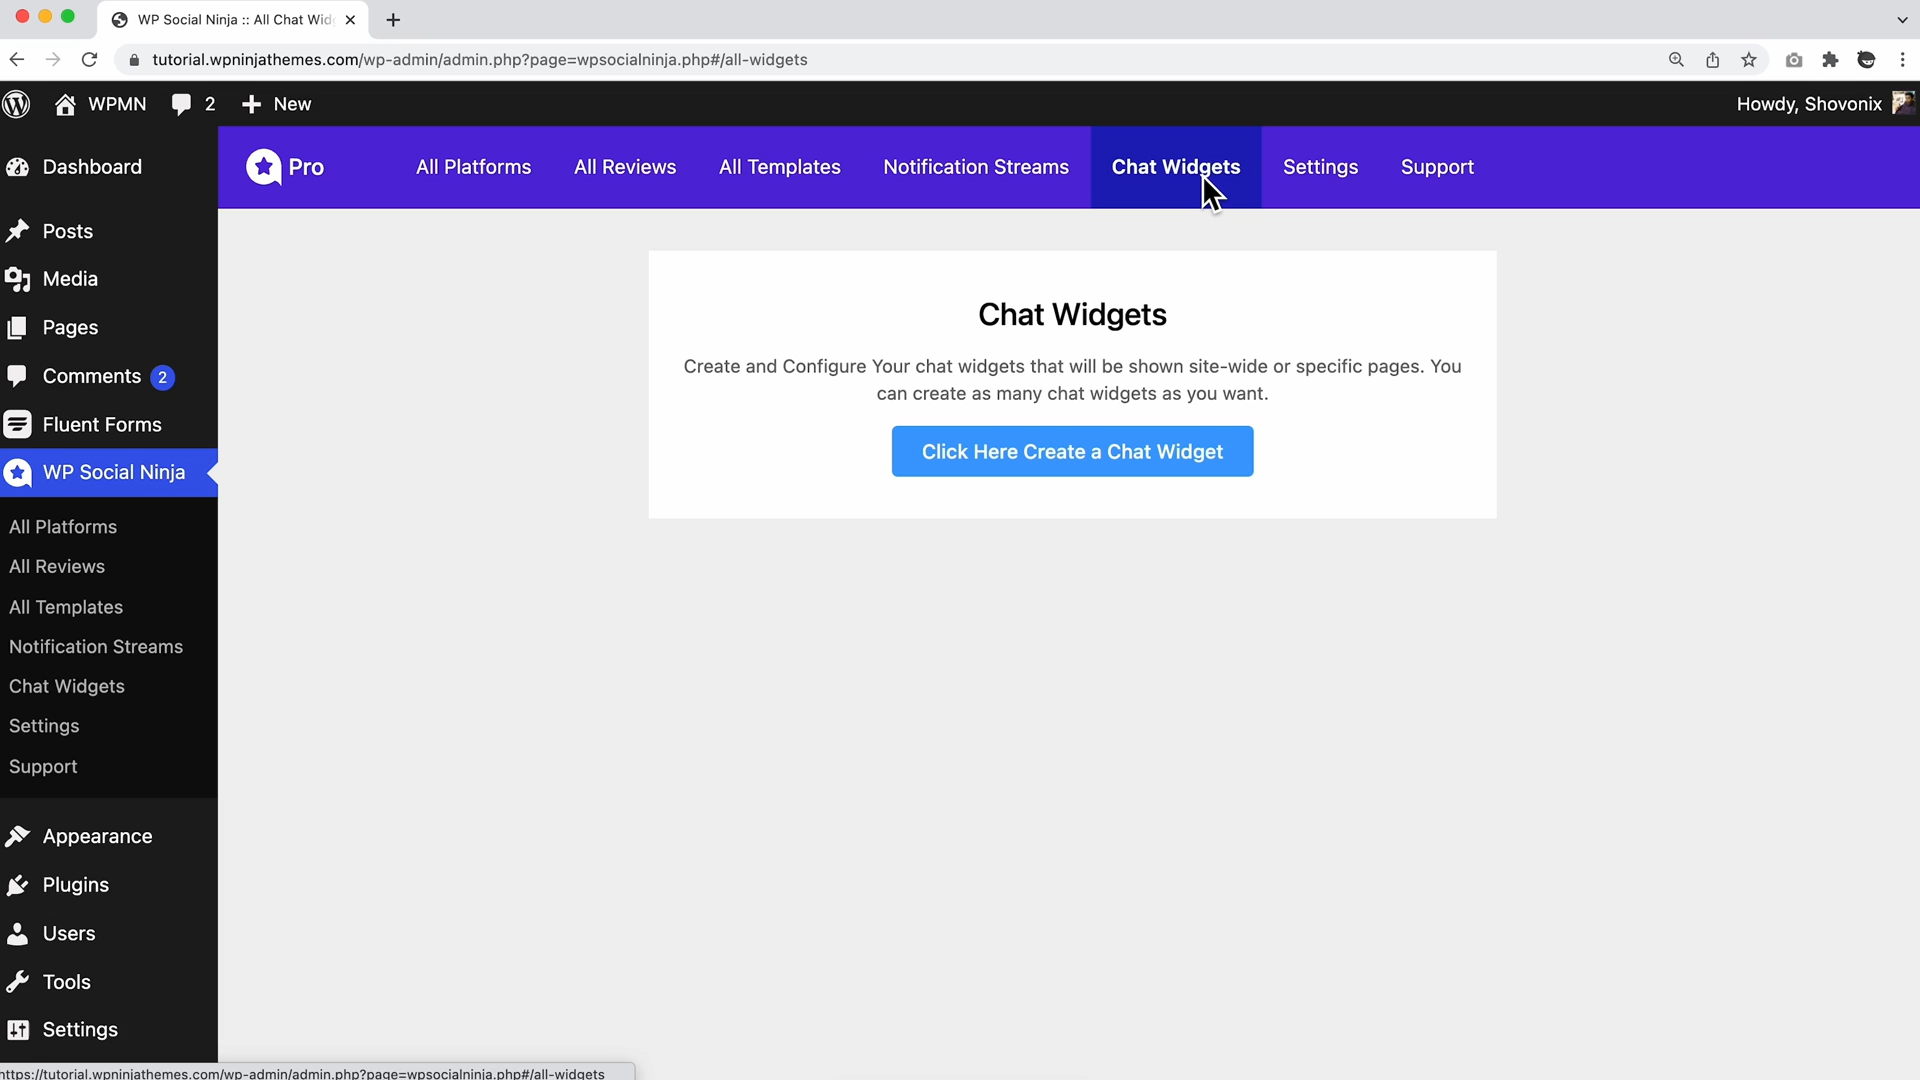 WP Social Ninja :: All Chat Wid
tutorial.wpninjathemes.com/wp-admin/admin.php?page=wpsocialninja.php#/all-widgets
WPMN 2 New Howdy, Shovonix
Dashboard
Pro All Platforms All Reviews All Templates Notification Streams Chat Widgets Settings Support
Posts
Media
Pages
Comments 2
Fluent Forms
WP Social Ninja
All Platforms
All Reviews
All Templates
Notification Streams
Chat Widgets
Settings
Support
Appearance
Plugins
Users
Tools
Settings
Chat Widgets
Create and Configure Your chat widgets that will be shown site-wide or specific pages. You
can create as many chat widgets as you want.
Click Here Create a Chat Widget
https://tutorial.wpninjathemes.com/wp-admin/admin.php?page=wpsocialninja.php#/all-widgets